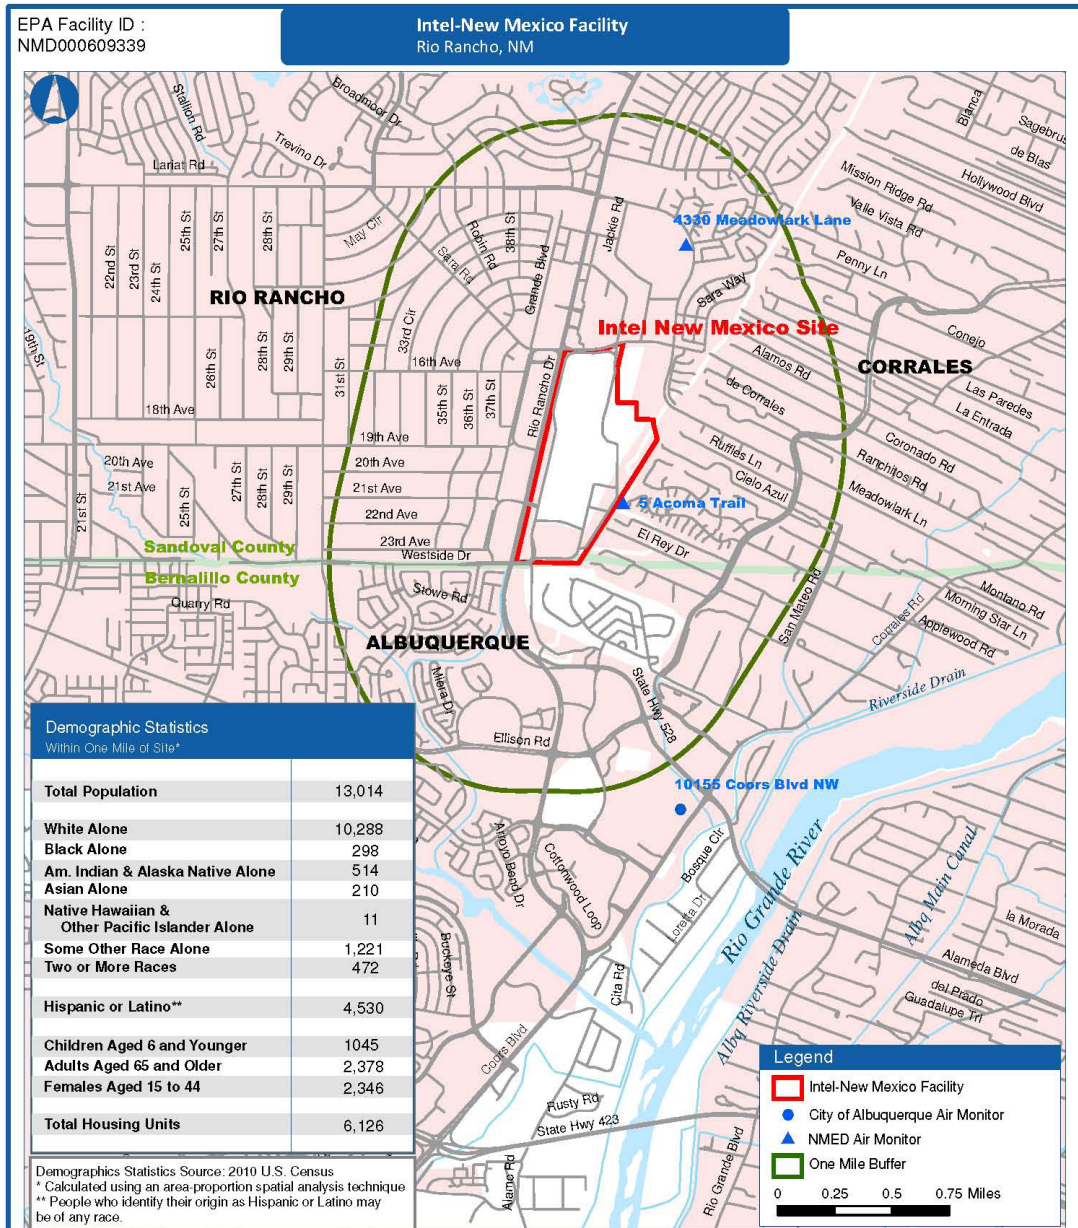 EPA Facility ID :
NMD000609339
Intel-New Mexico Facility
Rio Rancho, NM
Stallion Rd
Broadmoor Dr
Trevino Dr
Lariat Rd
Blanca
Sagebrus
de Blas
Hollywood Blvd
Mission Ridge Rd
Valle Vista Rd
Penny Ln
4330 Meadowlark Lane
Jackie Rd
22nd St
23rd St
24th St
25th St
27th St
28th St
May Cir
Sara Rd
Robin Rd
38th St
Grande Blvd
RIO RANCHO
Sara Way
Intel New Mexico Site
Conejo
CORRALES
19th St
26th St
28th St
29th St
31st St
33rd Cir
16th Ave
Rio Rancho Dr
Alamos Rd
de Corrales
Las Paredes
La Entrada
18th Ave
35th St
36th St
37th St
19th Ave
Coronado Rd
Ranchitos Rd
Meadowlark Ln
Ruffles Ln
Cielo Azul
20th Ave
21st Ave
20th Ave
21st Ave
22nd Ave
23rd Ave
Westside Dr
21st St
25th St
27th St
28th St
29th St
5 Acoma Trail
El Rey Dr
Sandoval County
Bernalillo County
Quarry Rd
Stowe Rd
San Mateo Rd
Corrales Rd
Montano Rd
Morning Star Ln
Applewood Rd
ALBUQUERQUE
Miera Dr
State Hwy 528
Riverside Drain
Ellison Rd
10155 Coors Blvd NW
Arroyo Bend Dr
Cottonwood Loop
Bosque Cir
Loretta Dr
Rio Grande River
Albq Riverside Drain
Albq Main Canal
la Morada
Alameda Blvd
del Prado
Guadalupe Trl
Buckeye St
Cita Rd
Coors Blvd
Rusty Rd
State Hwy 423
Alamo Rd
Rio Grande Blvd
Demographic Statistics
Within One Mile of Site*
Total Population 13,014
White Alone 10,288
Black Alone 298
Am. Indian & Alaska Native Alone 514
Asian Alone 210
Native Hawaiian &
Other Pacific Islander Alone 11
Some Other Race Alone 1,221
Two or More Races 472
Hispanic or Latino** 4,530
Children Aged 6 and Younger 1045
Adults Aged 65 and Older 2,378
Females Aged 15 to 44 2,346
Total Housing Units 6,126
Demographics Statistics Source: 2010 U.S. Census
* Calculated using an area-proportion spatial analysis technique
** People who identify their origin as Hispanic or Latino may
be of any race.
Legend
Intel-New Mexico Facility
City of Albuquerque Air Monitor
NMED Air Monitor
One Mile Buffer
0 0.25 0.5 0.75 Miles